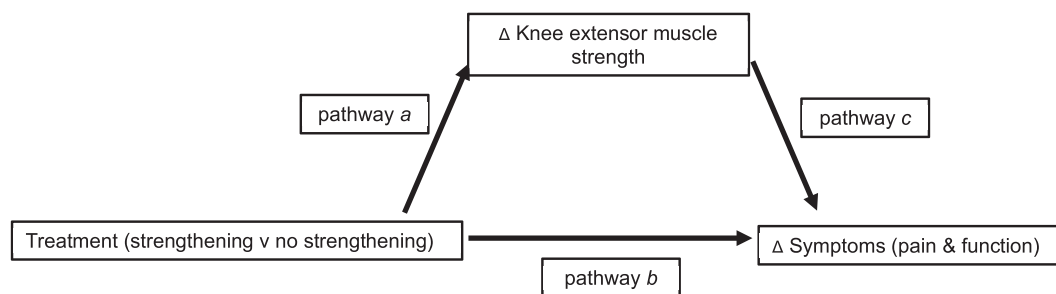 Δ Knee extensor muscle
strength
pathway a
pathway c
Treatment (strengthening v no strengthening)
Δ Symptoms (pain & function)
pathway b